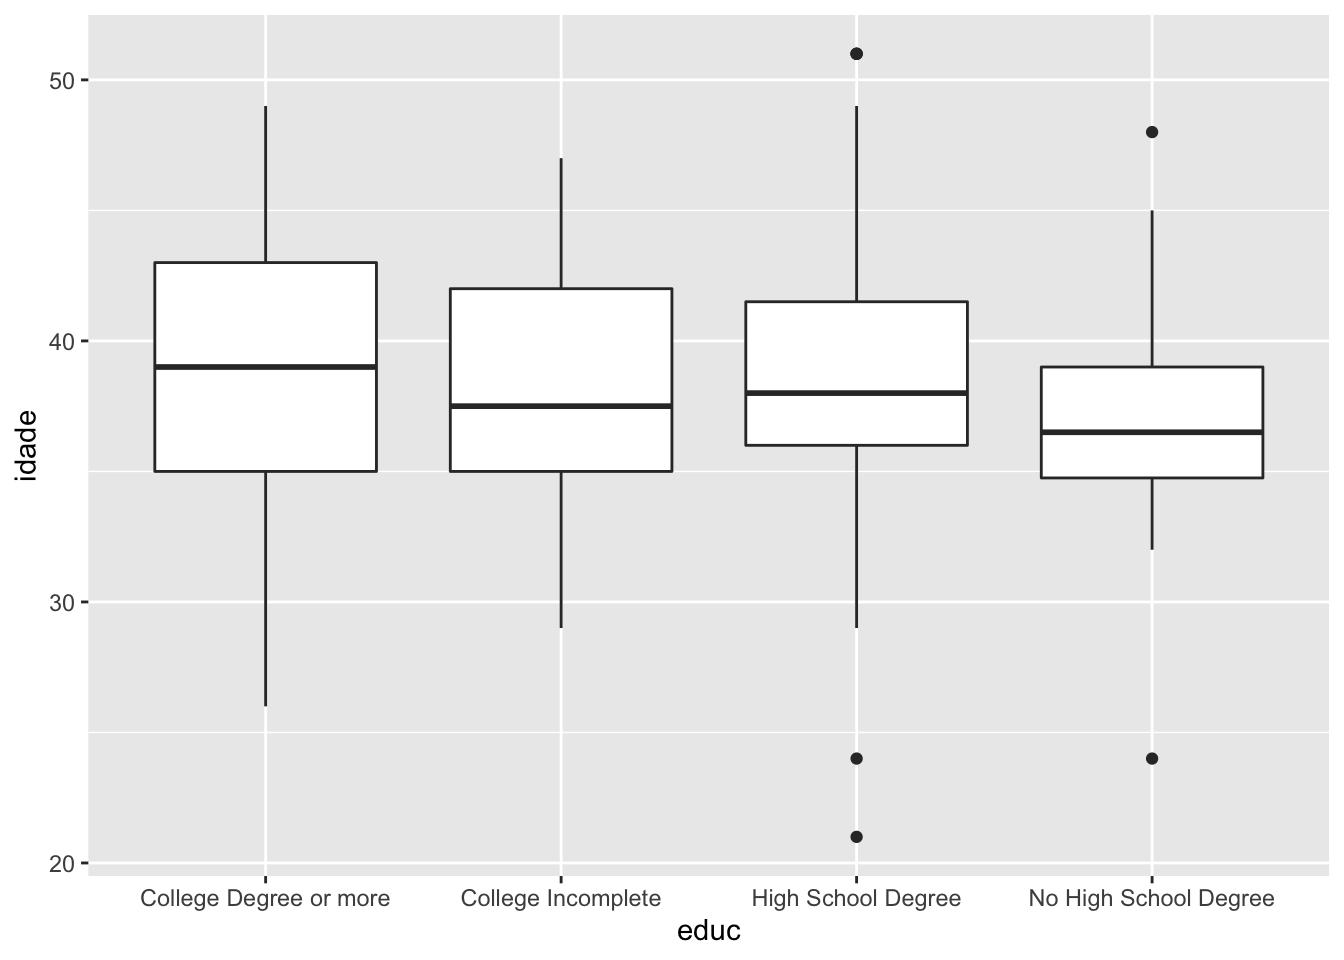 50
40
30
20
idade
College Degree or more
College Incomplete
High School Degree
No High School Degree
educ